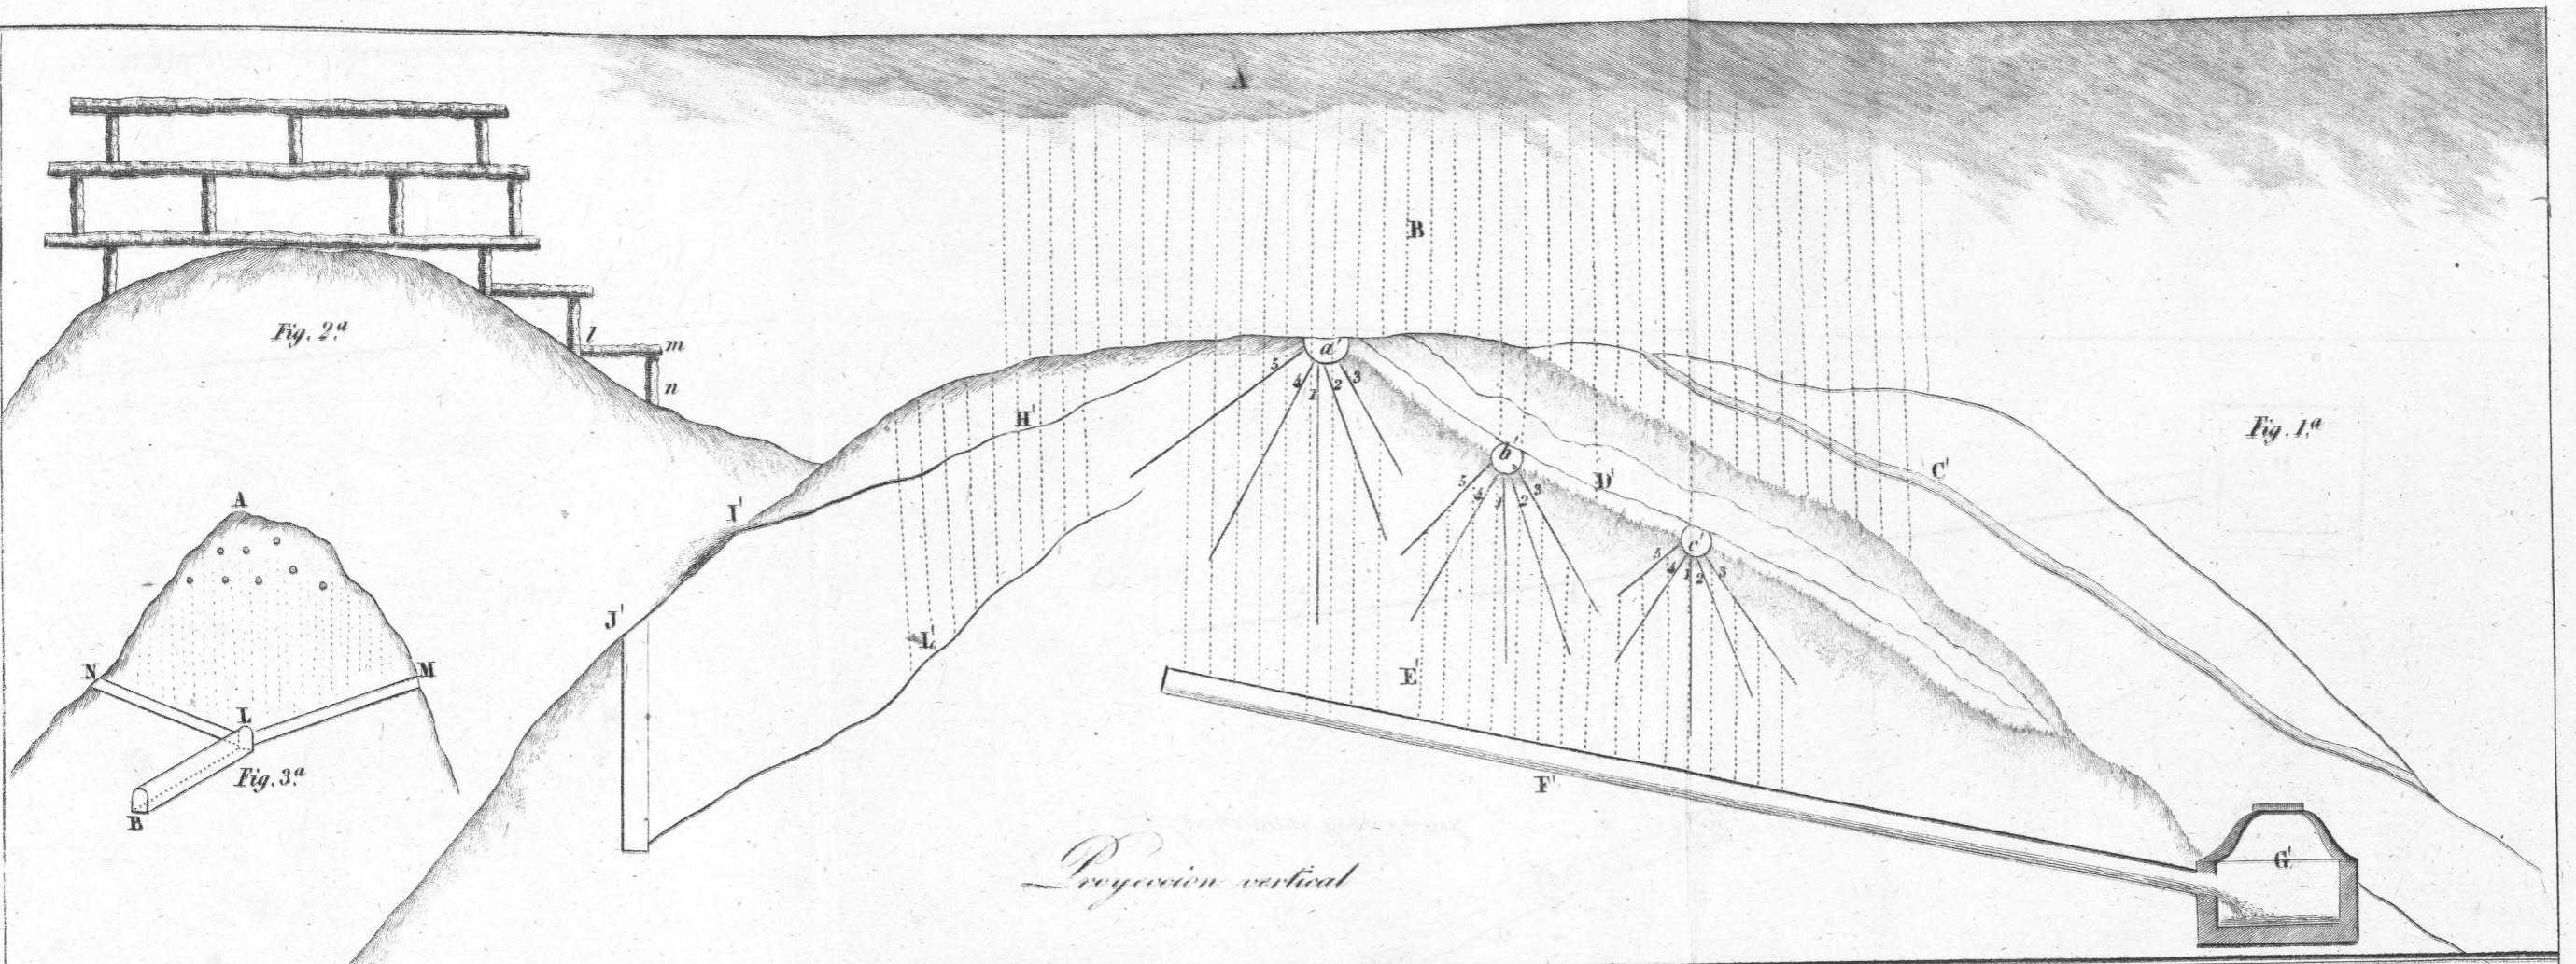 A
B
Fig. 2.ª
l
m
n
a'
5
4
1
2
3
H'
Fig. 1.ª
b'
5
4
1
2
3
D'
C'
A
I'
c'
5
4
1
2
3
J'
L'
N
M
E'
L
Fig. 3.ª
B
F'
Proyeccion vertical
G'